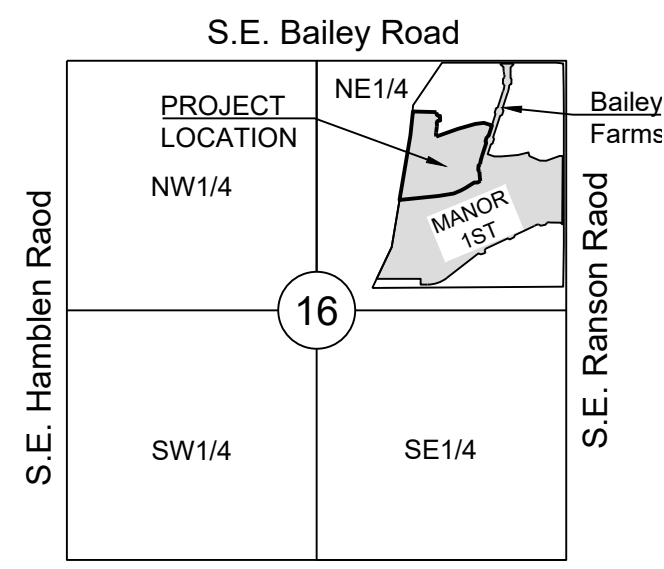 S.E. Bailey Road
NE1/4
PROJECT
LOCATION
Bailey
Farms
NW1/4
MANOR
1ST
S.E. Hamblen Raod
S.E. Ranson Raod
16
SW1/4
SE1/4